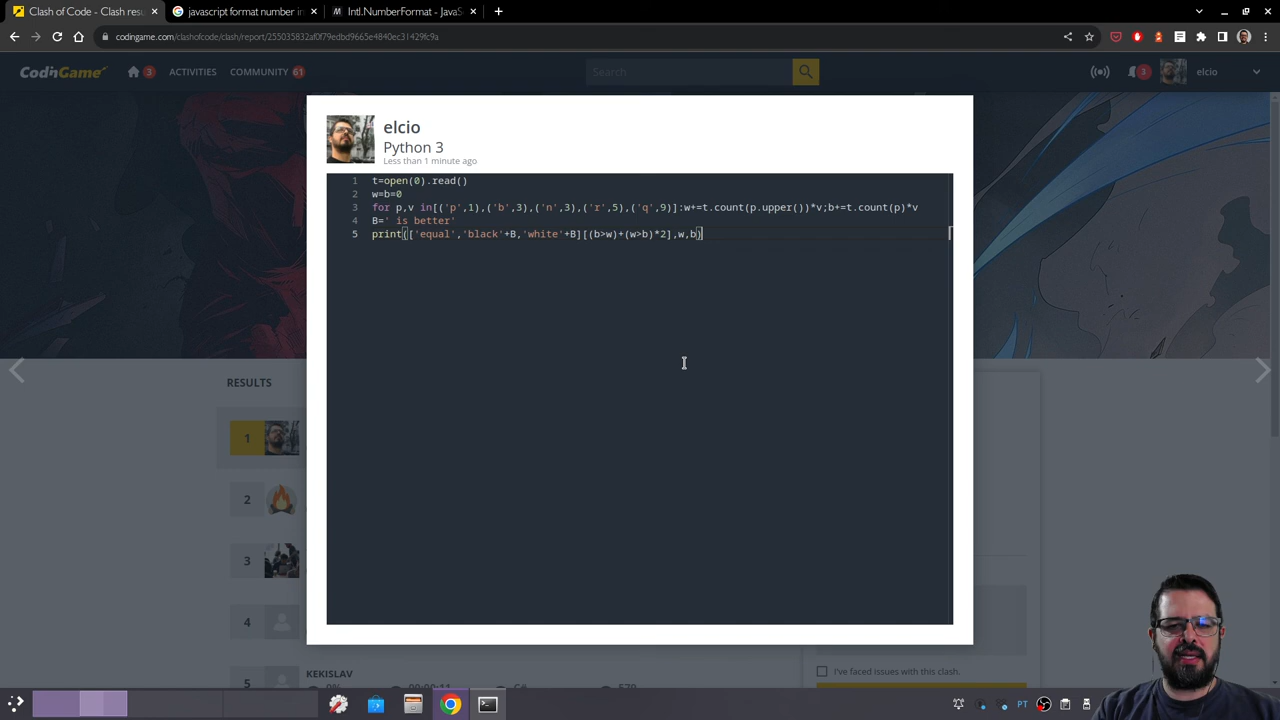 Clash of Code - Clash resu
javascript format number in
Intl.NumberFormat - JavaS
codingame.com/clashofcode/clash/report/255035832af0f79edbd9665e4840ec31429fc9a
CODINGAME
3
ACTIVITIES
COMMUNITY
61
Search
3
elcio
elcio
Python 3
Less than 1 minute ago
1 t=open(0).read()
2 w=b=0
3 for p,v in[('p',1),('b',3),('n',3),('r',5),('q',9)]:w+=t.count(p.upper())*v;b+=t.count(p)*v
4 B=' is better'
5 print(['equal','black'+B,'white'+B][(b>w)+(w>b)*2],w,b)
RESULTS
1
2
3
4
5
KEKISLAV
I've faced issues with this clash.
PT